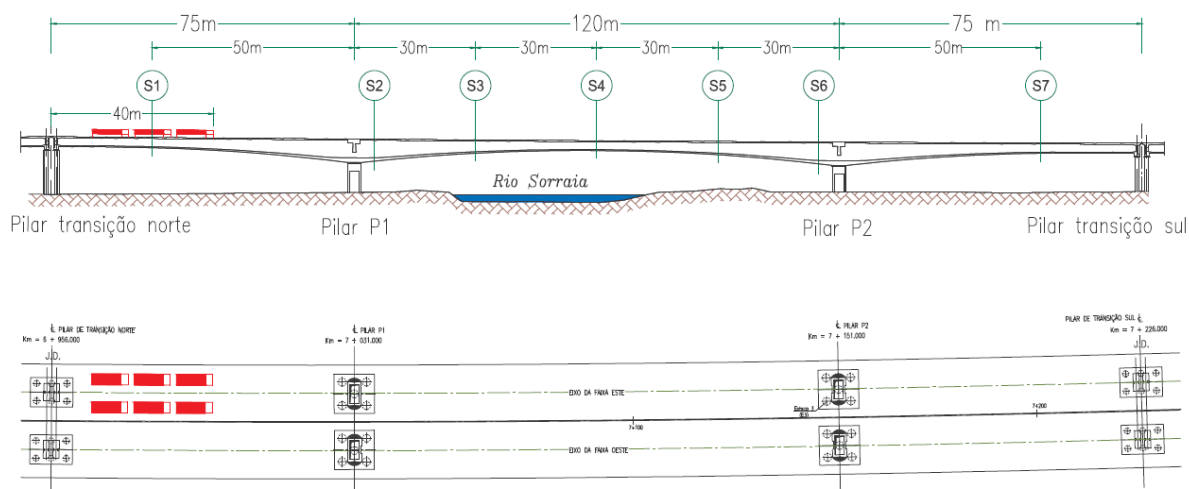 75m 120m 75 m
50m 30m 30m 30m 30m 50m
S1 S2 S3 S4 S5 S6 S7
40m
Rio Sorraia
Pilar transição norte Pilar P1 Pilar P2 Pilar transição sul
PILAR DE TRANSIÇÃO NORTE
Km = 6 + 956.000
J.D.
PILAR P1
Km = 7 + 031.000
PILAR P2
Km = 7 + 151.000
PILAR DE TRANSIÇÃO SUL
Km = 7 + 226.000
J.D.
EIXO DA FAIXA ESTE
7+100
7+200
EIXO DA FAIXA OESTE